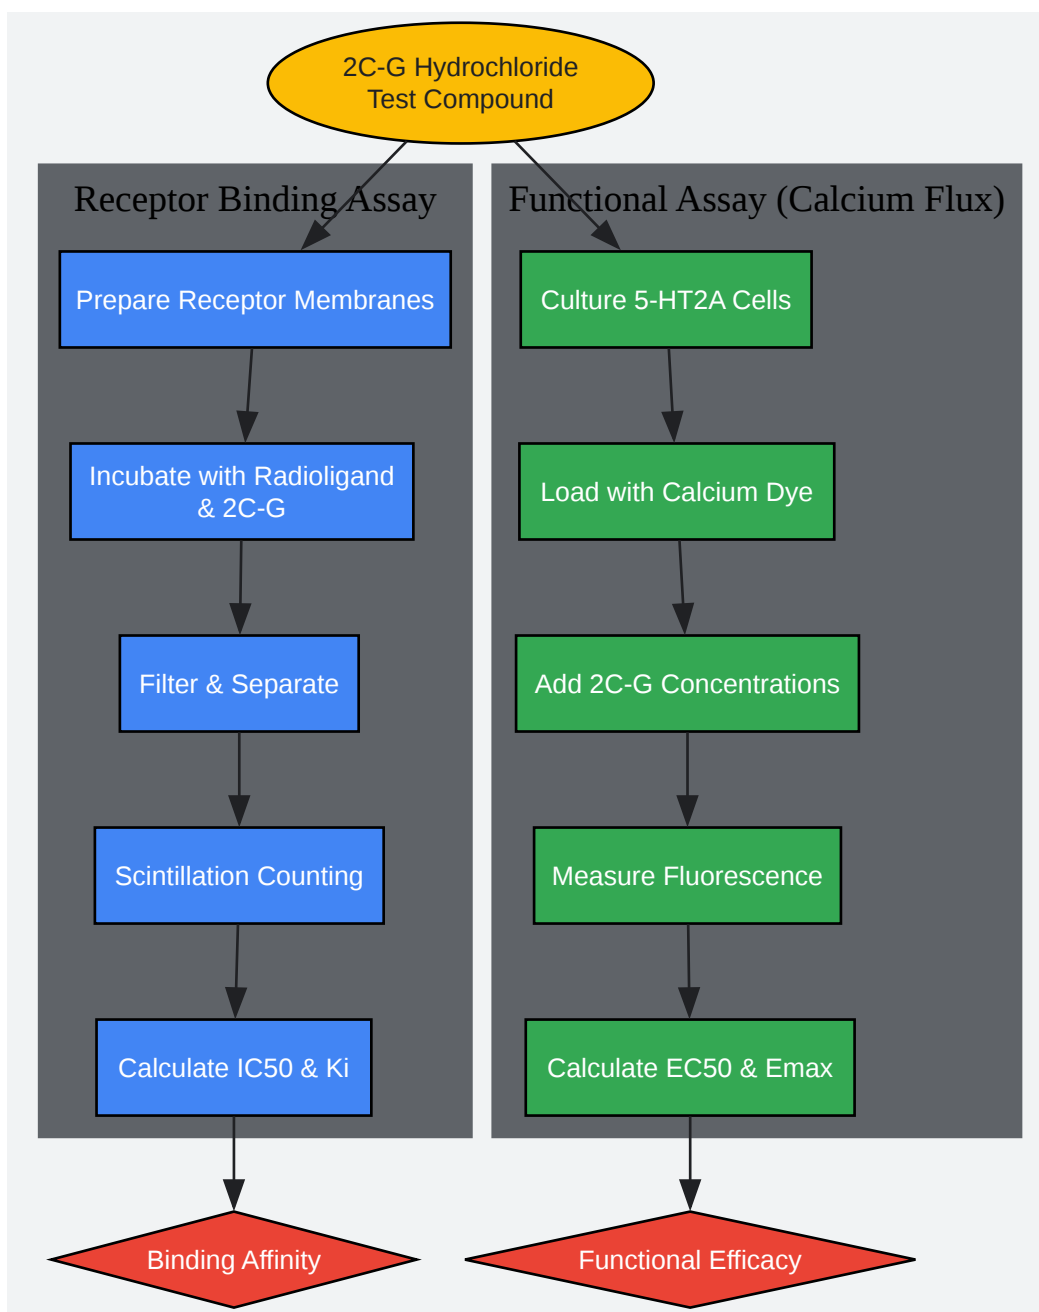 2C-G Hydrochloride
Test Compound
Receptor Binding Assay
Prepare Receptor Membranes
Incubate with Radioligand
& 2C-G
Filter & Separate
Scintillation Counting
Calculate IC50 & Ki
Binding Affinity
Functional Assay (Calcium Flux)
Culture 5-HT2A Cells
Load with Calcium Dye
Add 2C-G Concentrations
Measure Fluorescence
Calculate EC50 & Emax
Functional Efficacy